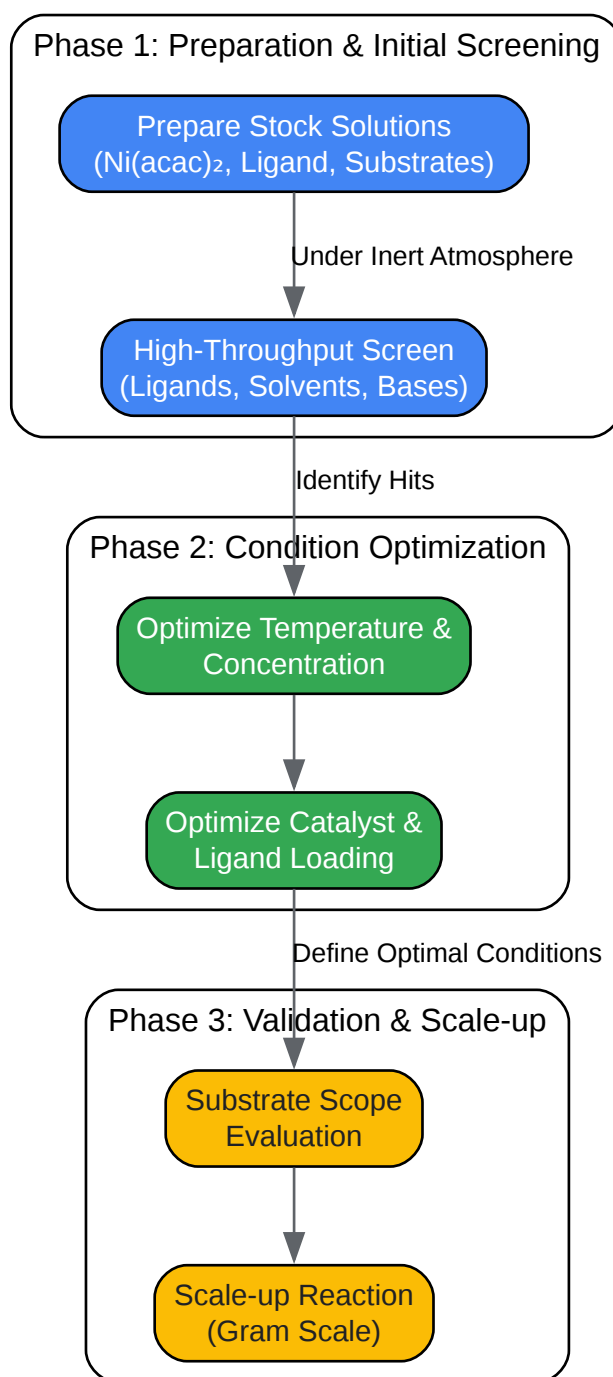 Phase 1: Preparation & Initial Screening
Prepare Stock Solutions
(Ni(acac)₂, Ligand, Substrates)
Under Inert Atmosphere
High-Throughput Screen
(Ligands, Solvents, Bases)
Identify Hits
Phase 2: Condition Optimization
Optimize Temperature &
Concentration
Optimize Catalyst &
Ligand Loading
Define Optimal Conditions
Phase 3: Validation & Scale-up
Substrate Scope
Evaluation
Scale-up Reaction
(Gram Scale)